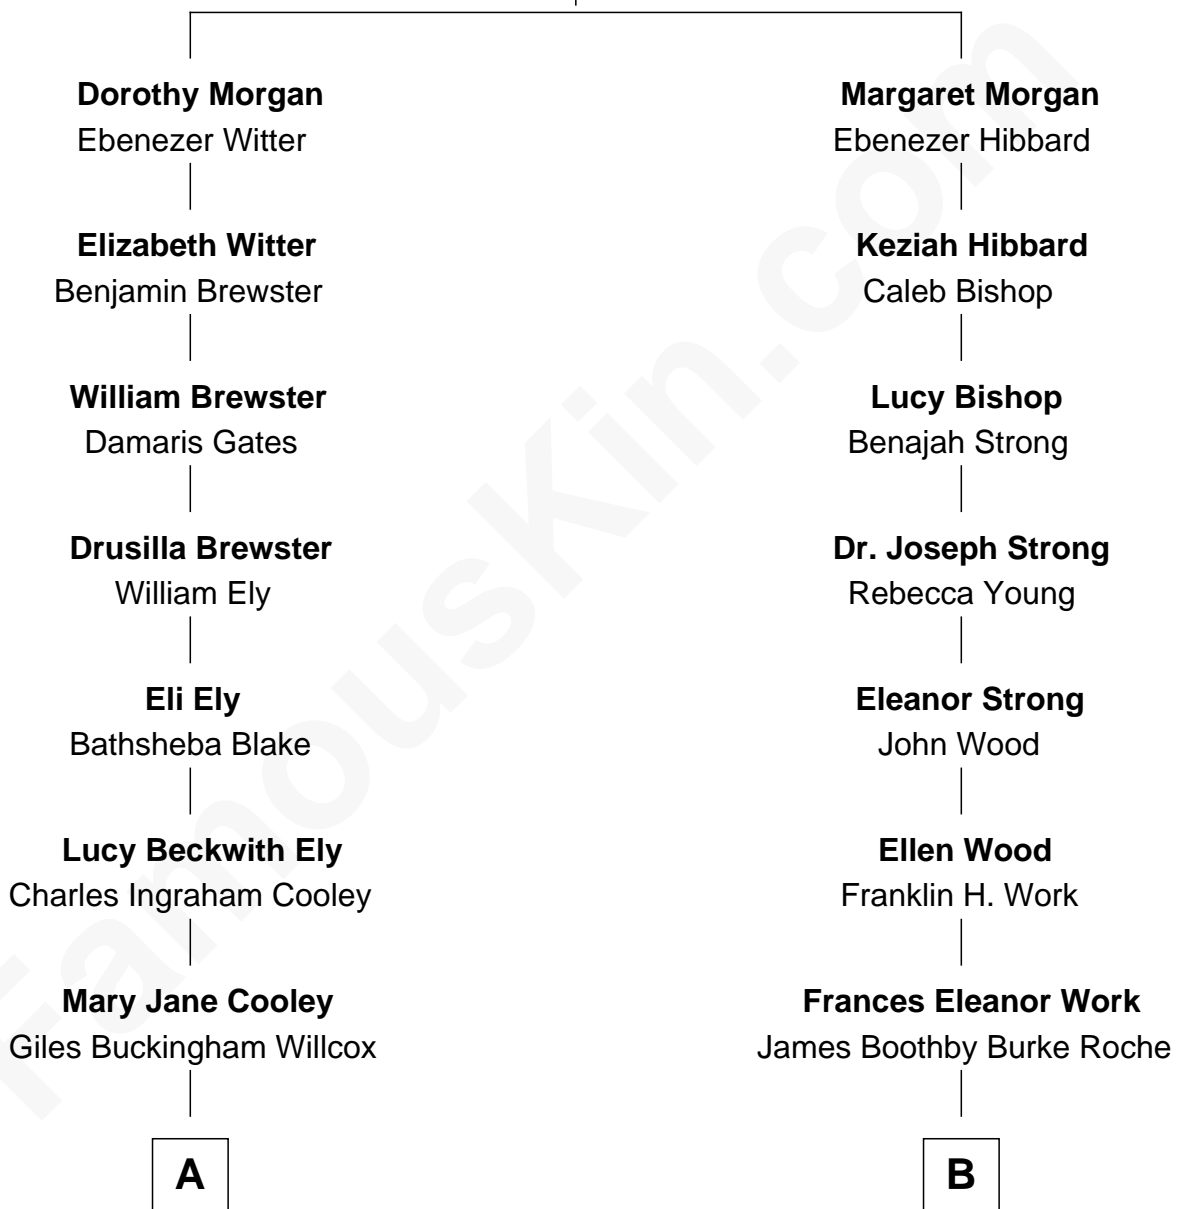 Dorothy Morgan
Ebenezer Witter
Margaret Morgan
Ebenezer Hibbard
Elizabeth Witter
Benjamin Brewster
Keziah Hibbard
Caleb Bishop
William Brewster
Damaris Gates
Lucy Bishop
Benajah Strong
Drusilla Brewster
William Ely
Dr. Joseph Strong
Rebecca Young
Eli Ely
Bathsheba Blake
Eleanor Strong
John Wood
Lucy Beckwith Ely
Charles Ingraham Cooley
Ellen Wood
Franklin H. Work
Mary Jane Cooley
Giles Buckingham Willcox
Frances Eleanor Work
James Boothby Burke Roche
A
B
FamousKin.com